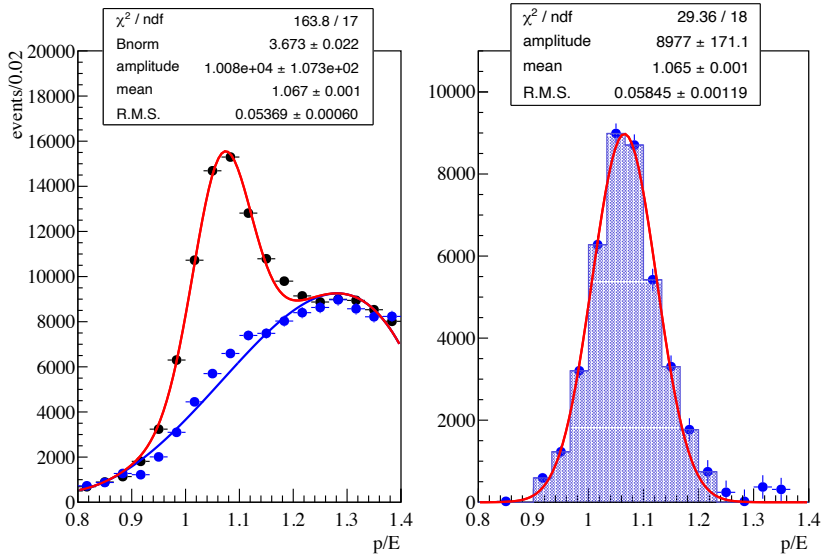 χ² / ndf 163.8 / 17
Bnorm 3.673 ± 0.022
amplitude 1.008e+04 ± 1.073e+02
mean 1.067 ± 0.001
R.M.S. 0.05369 ± 0.00060
events/0.02
20000
18000
16000
14000
12000
10000
8000
6000
4000
2000
0
0.8 0.9 1 1.1 1.2 1.3 1.4
p/E
χ² / ndf 29.36 / 18
amplitude 8977 ± 171.1
mean 1.065 ± 0.001
R.M.S. 0.05845 ± 0.00119
10000
8000
6000
4000
2000
0
0.8 0.9 1 1.1 1.2 1.3 1.4
p/E